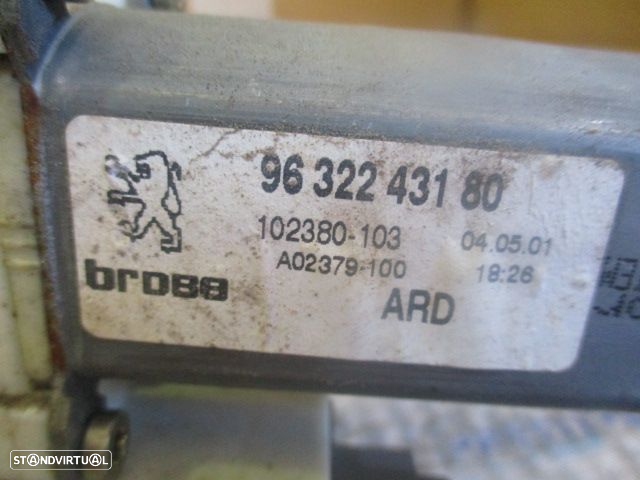 96 322 431 80
102380-103 04.05.01
A02379-100 18:26
brose
ARD
STANDVIRTUAL